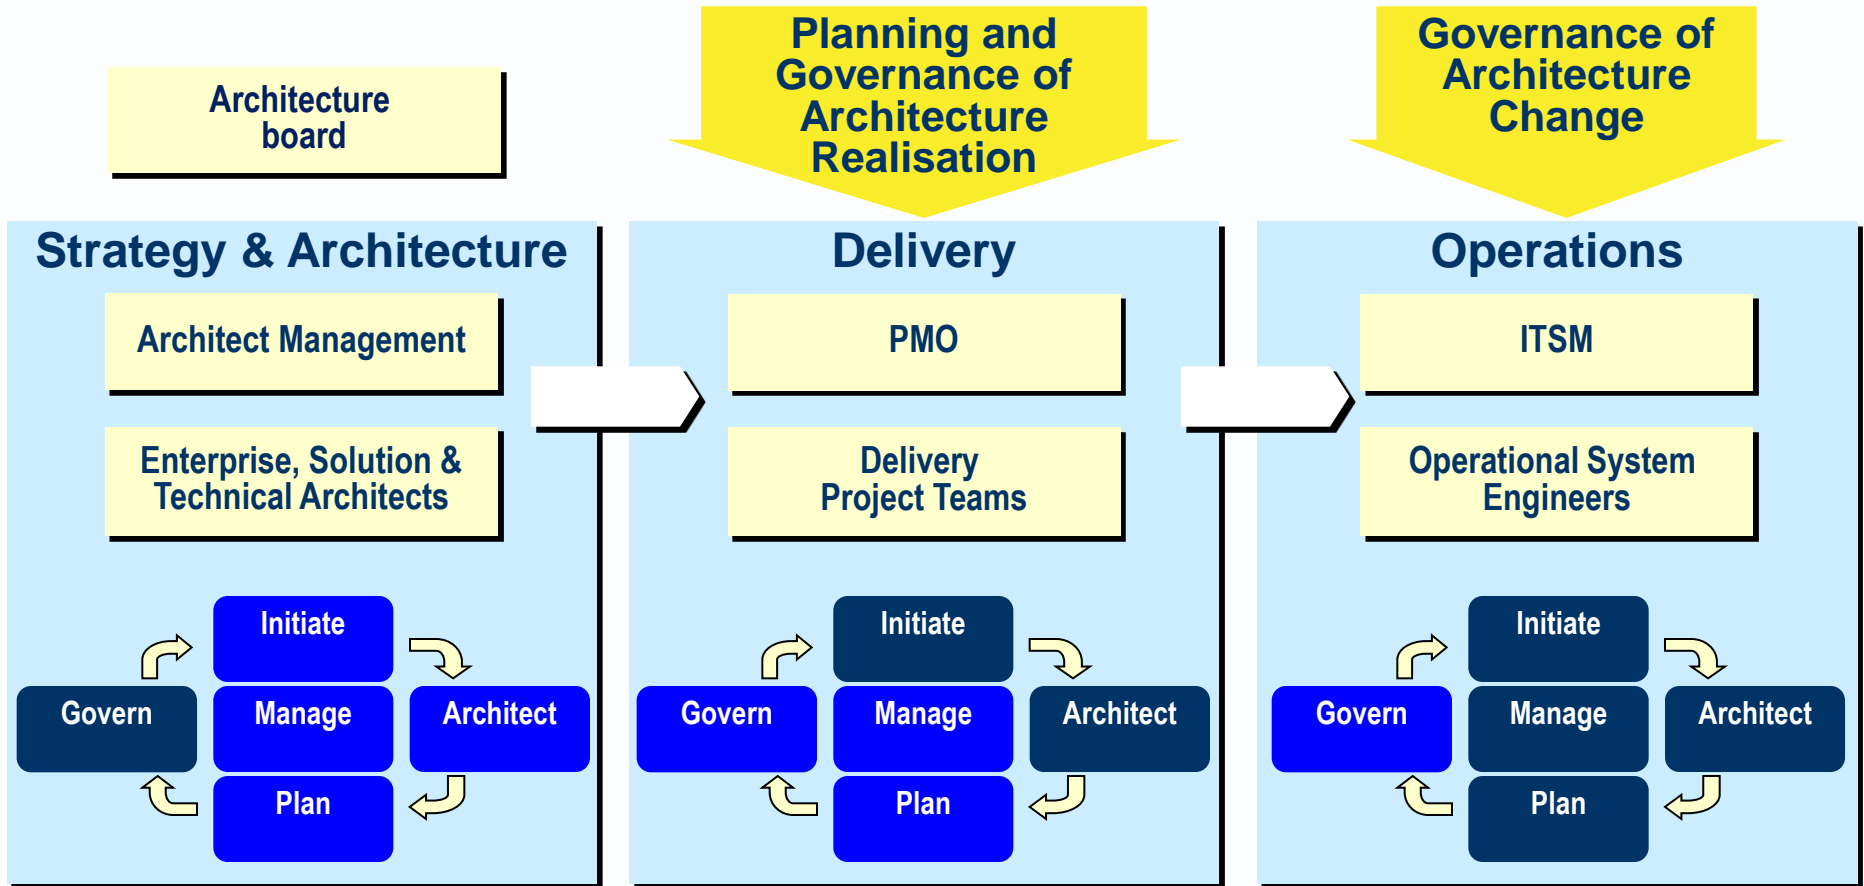 Architecture
board
Planning and
Governance of
Architecture
Realisation
Governance of
Architecture
Change
Strategy & Architecture
Architect Management
Enterprise, Solution &
Technical Architects
Initiate
Govern
Manage
Architect
Plan
Delivery
PMO
Delivery
Project Teams
Initiate
Govern
Manage
Architect
Plan
Operations
ITSM
Operational System
Engineers
Initiate
Govern
Manage
Architect
Plan